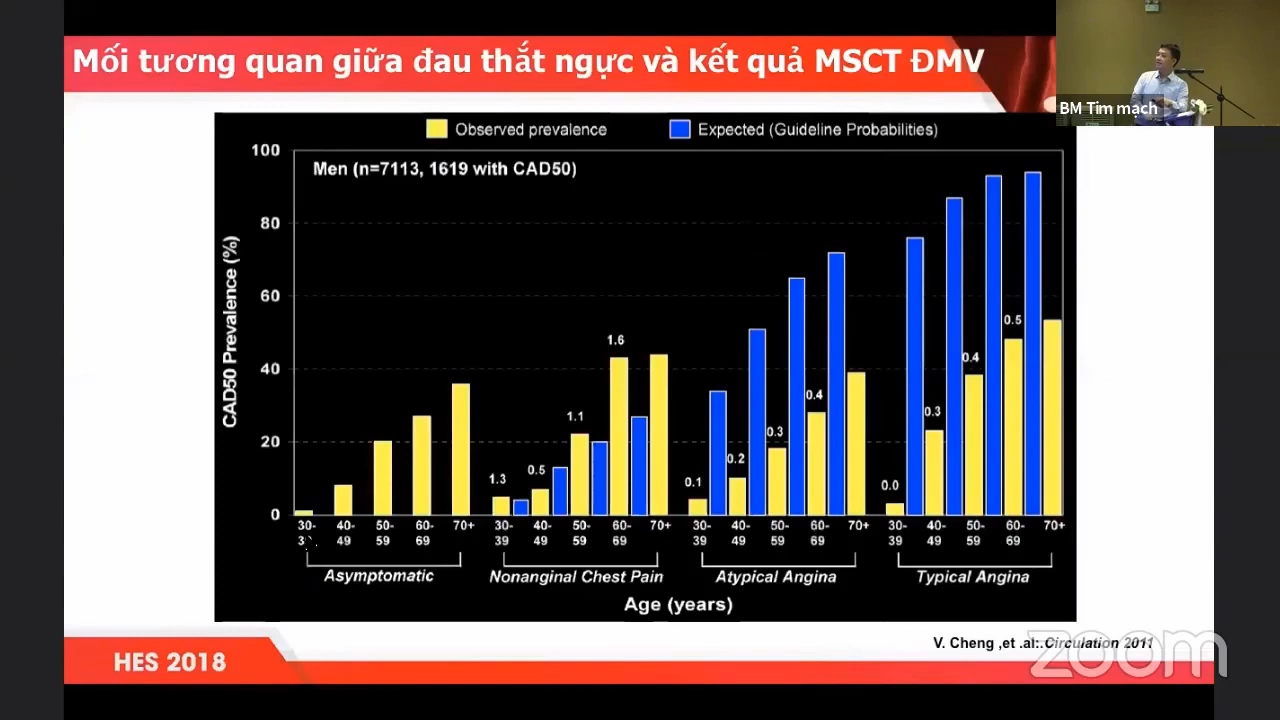 Mối tương quan giữa đau thắt ngực và kết quả MSCT ĐMV
BM Tim mạch
Observed prevalence
Expected (Guideline Probabilities)
Men (n=7113, 1619 with CAD50)
CAD50 Prevalence (%)
100
80
60
40
20
0
1.3
0.5
1.1
1.6
0.1
0.2
0.3
0.4
0.0
0.3
0.4
0.5
30- 40- 50- 60- 70+ 30- 40- 50- 60- 70+ 30- 40- 50- 60- 70+ 30- 40- 50- 60- 70+
39 49 59 69 39 49 59 69 39 49 59 69 39 49 59 69
Asymptomatic
Nonanginal Chest Pain
Atypical Angina
Typical Angina
Age (years)
V. Cheng ,et .al:.Circulation 2011
HES 2018
zoom